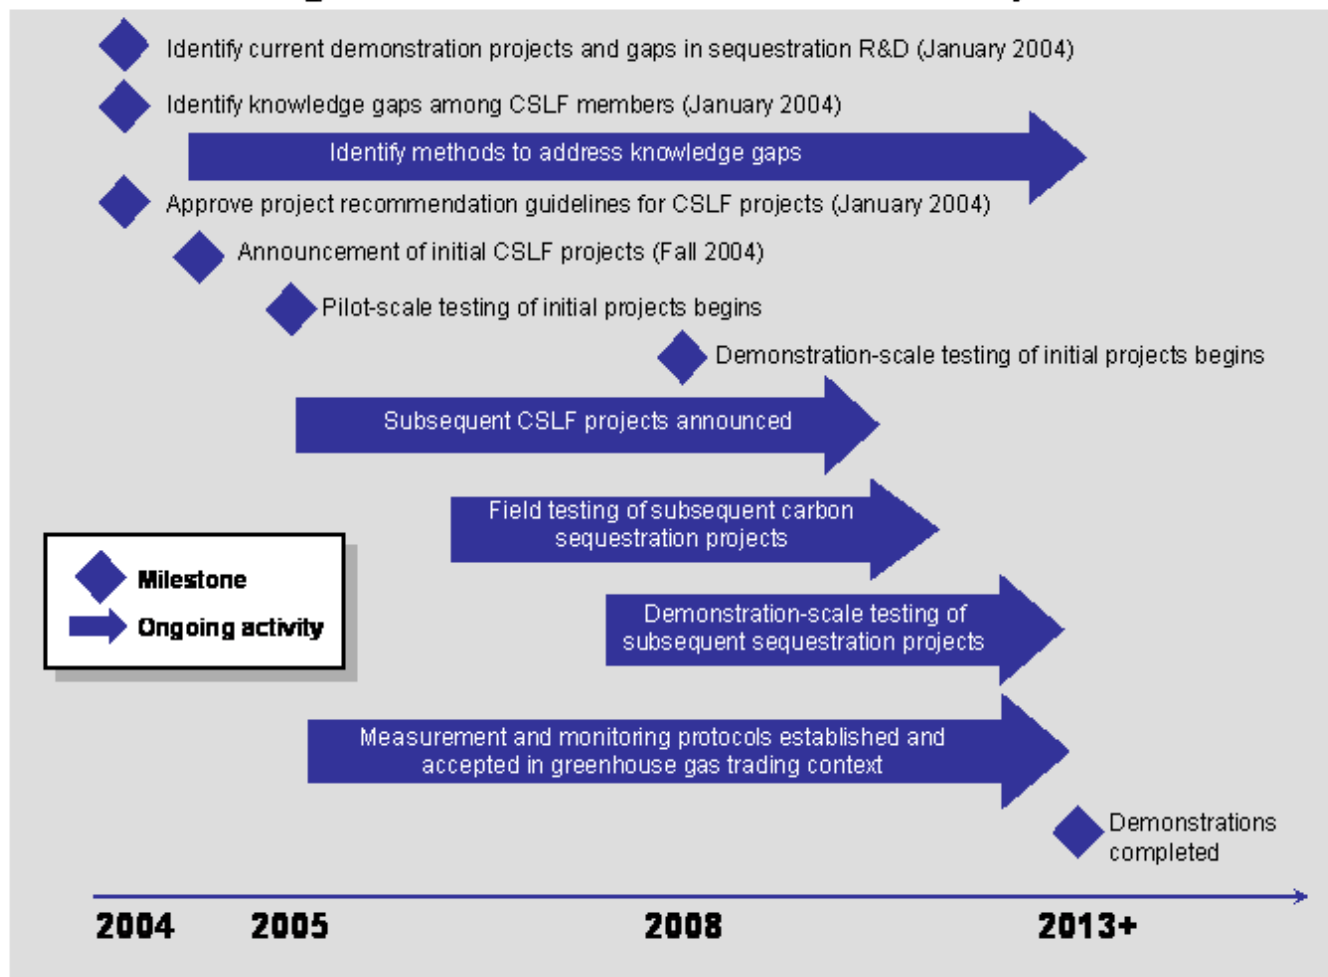 Identify current demonstration projects and gaps in sequestration R&D (January 2004)
Identify knowledge gaps among CSLF members (January 2004)
Identify methods to address knowledge gaps
Approve project recommendation guidelines for CSLF projects (January 2004)
Announcement of initial CSLF projects (Fall 2004)
Pilot-scale testing of initial projects begins
Demonstration-scale testing of initial projects begins
Subsequent CSLF projects announced
Field testing of subsequent carbon
sequestration projects
Milestone
Ongoing activity
Demonstration-scale testing of
subsequent sequestration projects
Measurement and monitoring protocols established and
accepted in greenhouse gas trading context
Demonstrations
completed
2004 2005 2008 2013+